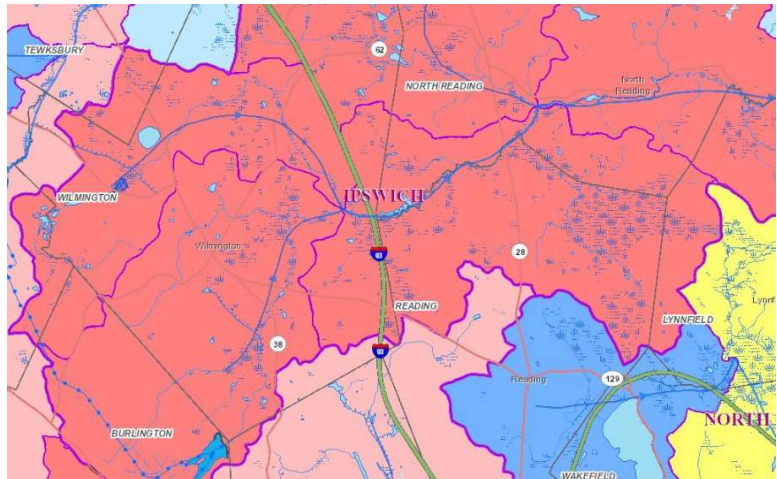 TEWKSBURY
62
NORTH READING
North
Reading
WILMINGTON
IPSWICH
Wilmington
93
28
READING
38
LYNNFIELD
Lynnf
93
Reading
129
BURLINGTON
NORTH
WAKEFIELD